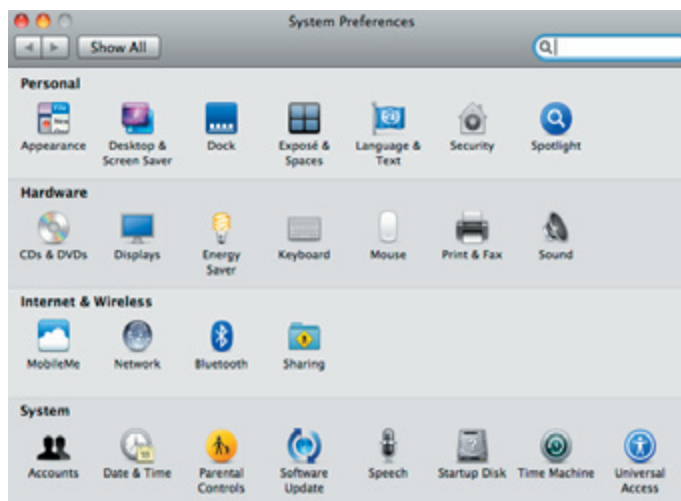 System Preferences
Show All
Personal
Appearance
Desktop &
Screen Saver
Dock
Exposé &
Spaces
Language &
Text
Security
Spotlight
Hardware
CDs & DVDs
Displays
Energy
Saver
Keyboard
Mouse
Print & Fax
Sound
Internet & Wireless
MobileMe
Network
Bluetooth
Sharing
System
Accounts
Date & Time
Parental
Controls
Software
Update
Speech
Startup Disk
Time Machine
Universal
Access